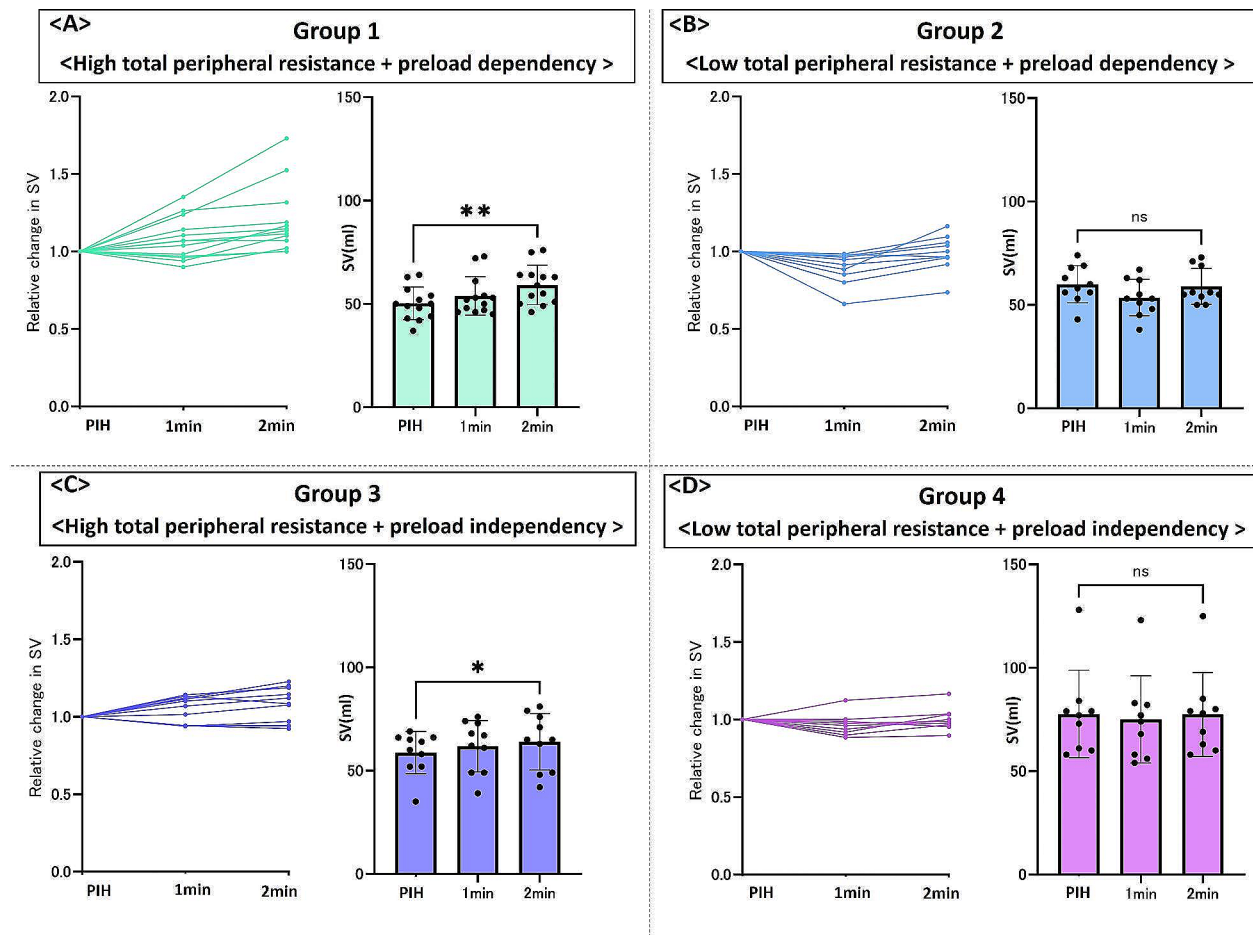 <A>
Group 1
<High total peripheral resistance + preload dependency >
Relative change in SV
2.0
1.5
1.0
0.5
0.0
PIH
1min
2min
SV(ml)
150
100
50
0
**
PIH
1min
2min
<B>
Group 2
<Low total peripheral resistance + preload dependency >
Relative change in SV
2.0
1.5
1.0
0.5
0.0
PIH
1min
2min
SV(ml)
150
100
50
0
ns
PIH
1min
2min
<C>
Group 3
<High total peripheral resistance + preload independency >
Relative change in SV
2.0
1.5
1.0
0.5
0.0
PIH
1min
2min
SV(ml)
150
100
50
0
*
PIH
1min
2min
<D>
Group 4
<Low total peripheral resistance + preload independency >
Relative change in SV
2.0
1.5
1.0
0.5
0.0
PIH
1min
2min
SV(ml)
150
100
50
0
ns
PIH
1min
2min